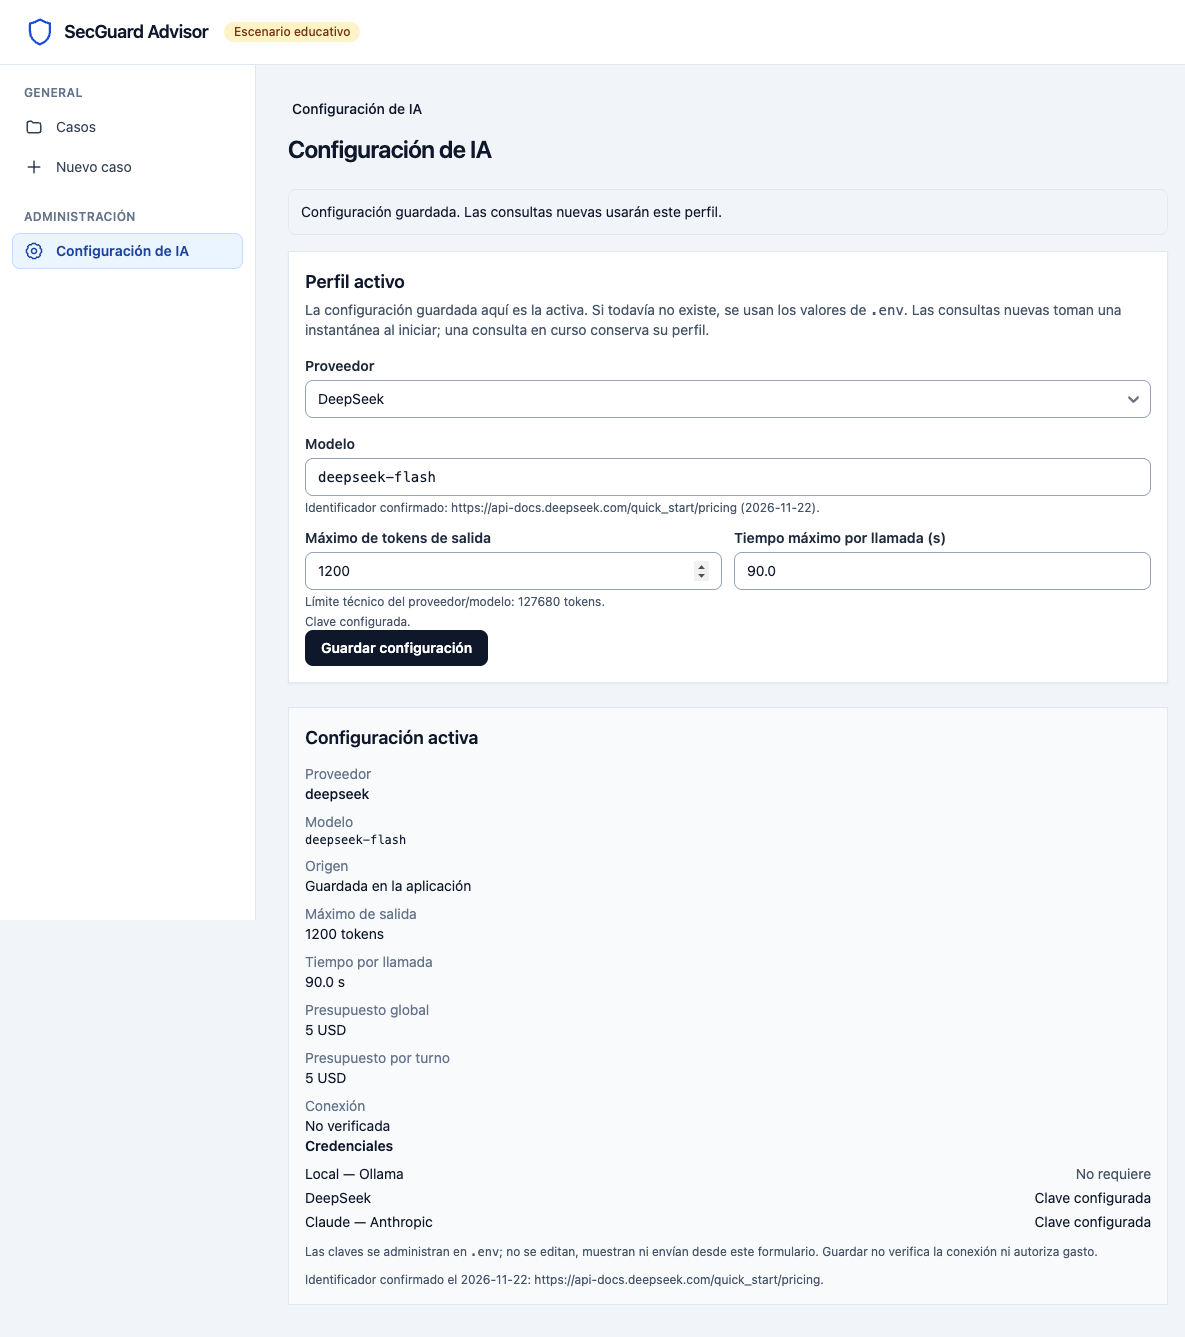 SecGuard Advisor
Escenario educativo
GENERAL
Casos
Nuevo caso
ADMINISTRACIÓN
Configuración de IA
Configuración de IA
Configuración de IA
Configuración guardada. Las consultas nuevas usarán este perfil.
Perfil activo
La configuración guardada aquí es la activa. Si todavía no existe, se usan los valores de .env. Las consultas nuevas toman una
instantánea al iniciar; una consulta en curso conserva su perfil.
Proveedor
DeepSeek
Modelo
deepseek-flash
Identificador confirmado: https://api-docs.deepseek.com/quick_start/pricing (2026-11-22).
Máximo de tokens de salida
1200
Límite técnico del proveedor/modelo: 127680 tokens.
Tiempo máximo por llamada (s)
90.0
Clave configurada.
Guardar configuración
Configuración activa
Proveedor
deepseek
Modelo
deepseek-flash
Origen
Guardada en la aplicación
Máximo de salida
1200 tokens
Tiempo por llamada
90.0 s
Presupuesto global
5 USD
Presupuesto por turno
5 USD
Conexión
No verificada
Credenciales
Local — Ollama No requiere
DeepSeek Clave configurada
Claude — Anthropic Clave configurada
Las claves se administran en .env; no se editan, muestran ni envían desde este formulario. Guardar no verifica la conexión ni autoriza gasto.
Identificador confirmado el 2026-11-22: https://api-docs.deepseek.com/quick_start/pricing.